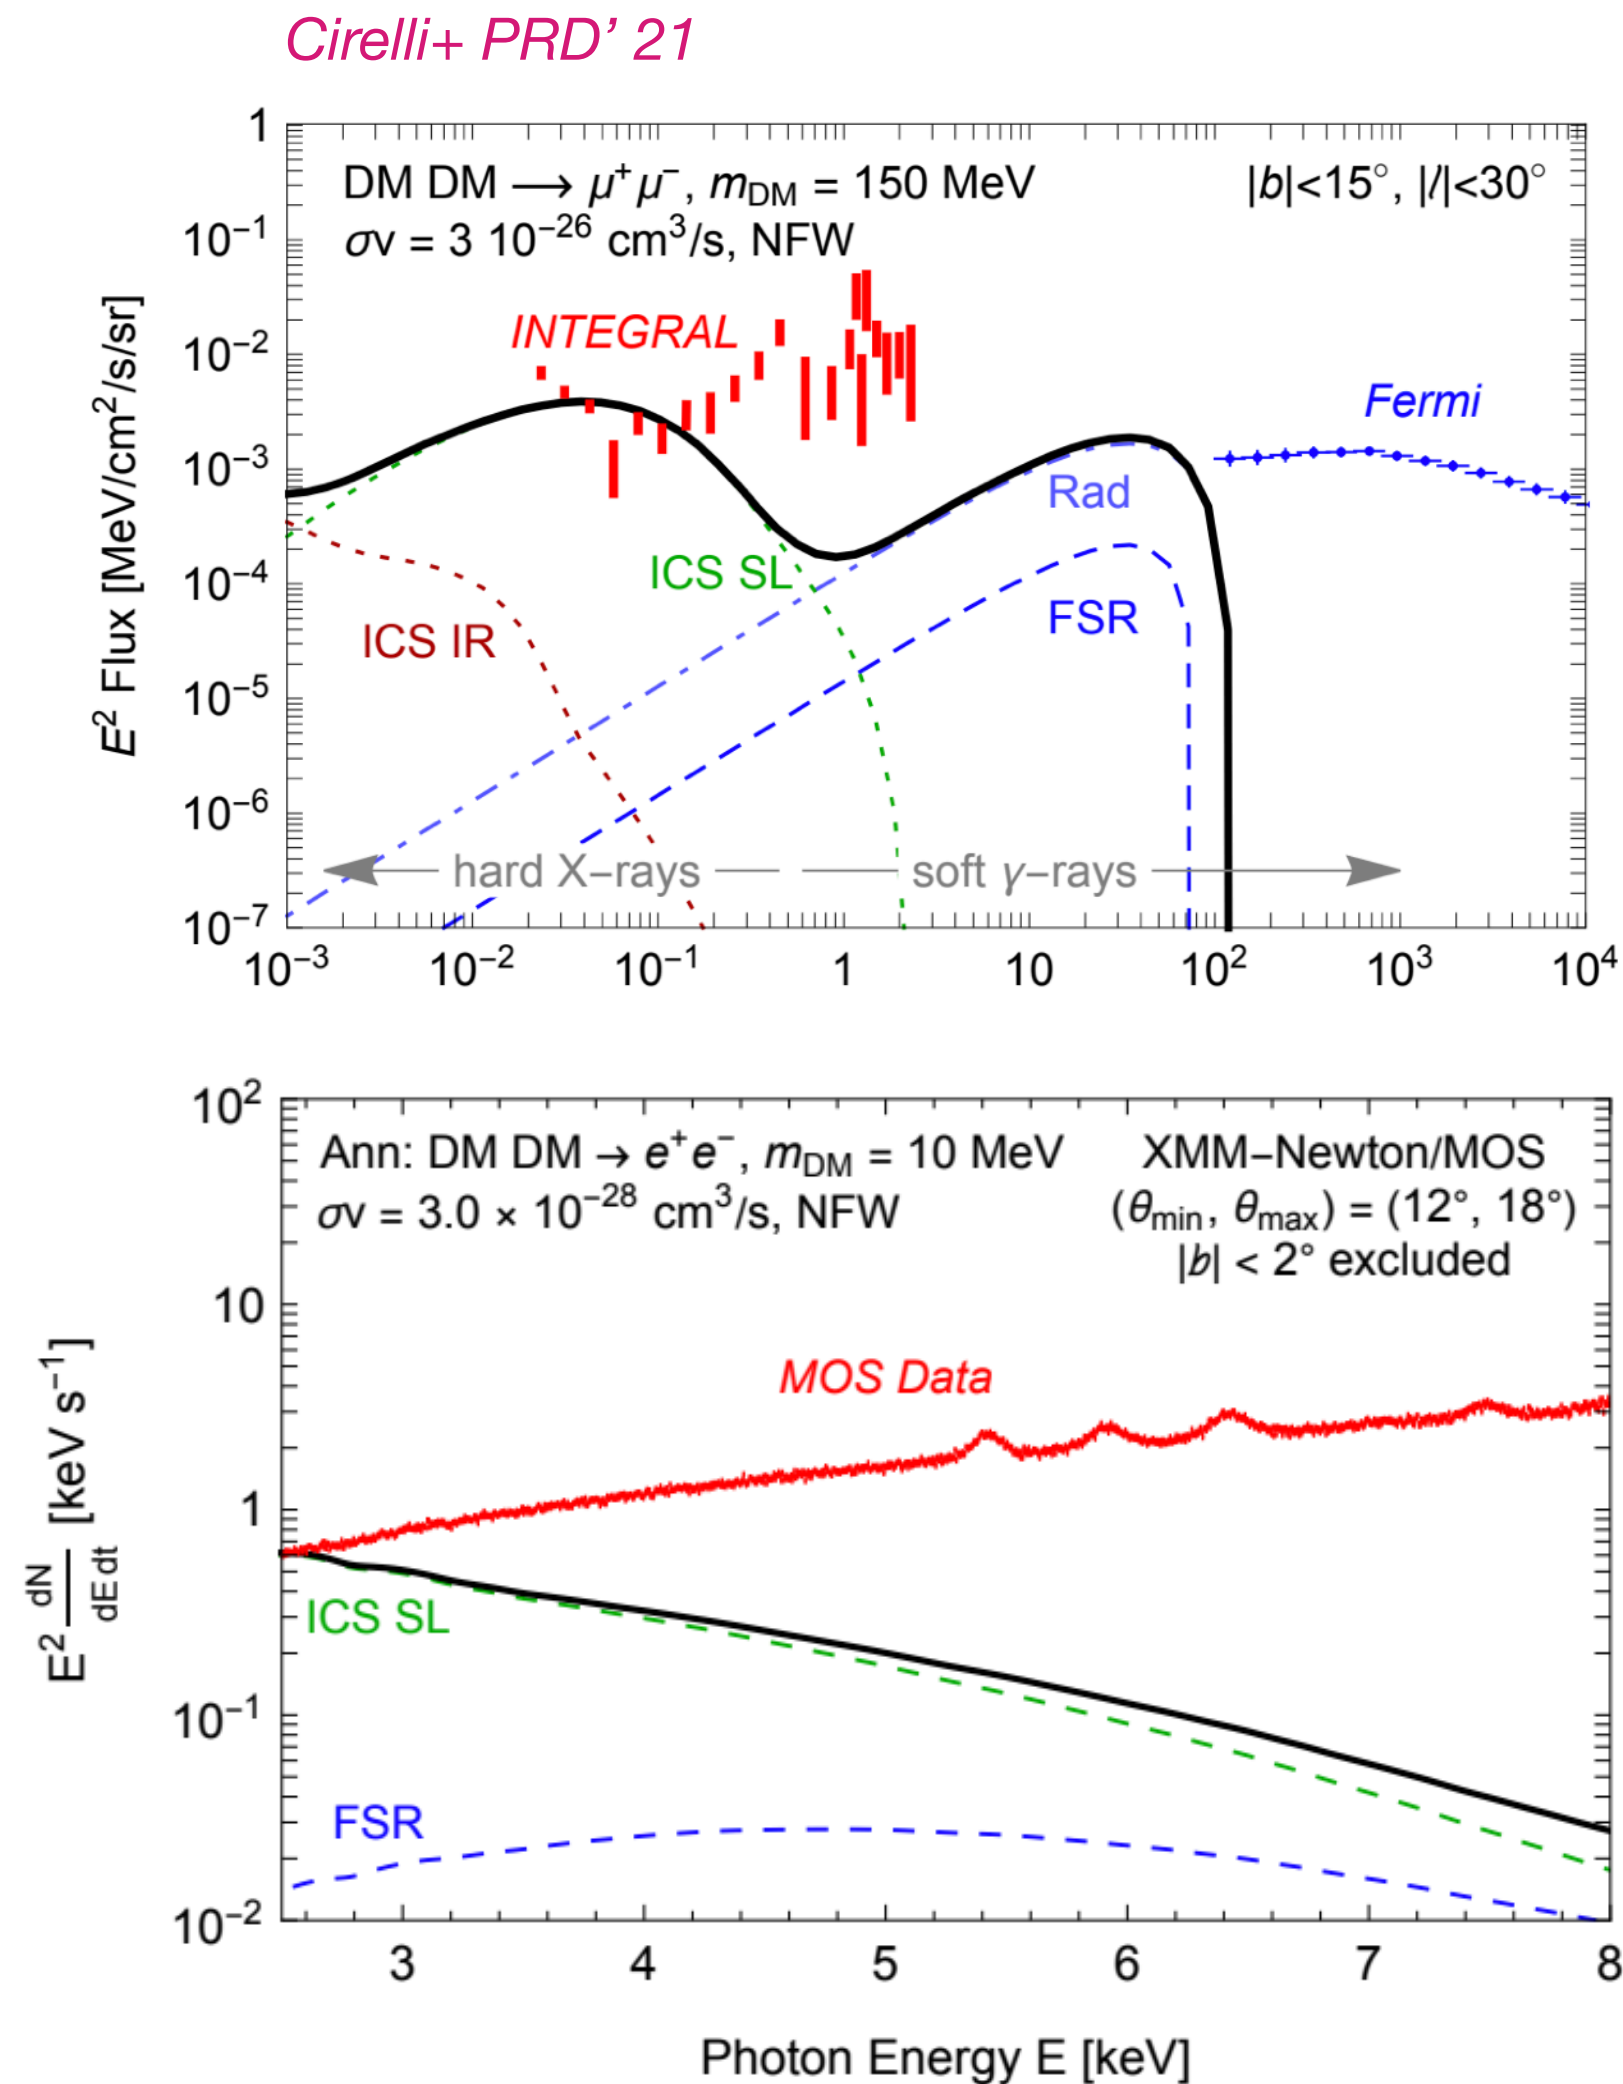 Cirelli+ PRD' 21
1
DM DM ⟶ μ⁺μ⁻, m_DM = 150 MeV
|b|<15°, |l|<30°
σv = 3 10⁻²⁶ cm³/s, NFW
10⁻¹
INTEGRAL
10⁻²
Fermi
10⁻³
Rad
ICS SL
10⁻⁴
FSR
ICS IR
10⁻⁵
10⁻⁶
hard X−rays
soft γ−rays
10⁻⁷
E² Flux [MeV/cm²/s/sr]
10⁻³ 10⁻² 10⁻¹ 1 10 10² 10³ 10⁴
10²
Ann: DM DM → e⁺e⁻, m_DM = 10 MeV
XMM−Newton/MOS
σv = 3.0 × 10⁻²⁸ cm³/s, NFW
(θ_min, θ_max) = (12°, 18°)
|b| < 2° excluded
10
MOS Data
1
ICS SL
10⁻¹
FSR
10⁻²
E² dN/dE dt [keV s⁻¹]
3 4 5 6 7 8
Photon Energy E [keV]